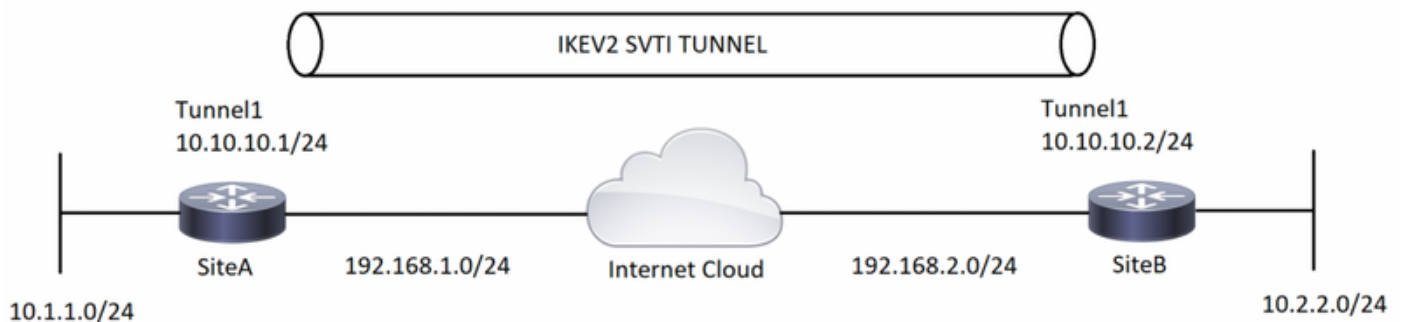 IKEV2 SVTI TUNNEL
Tunnel1
10.10.10.1/24
Tunnel1
10.10.10.2/24
SiteA
192.168.1.0/24
Internet Cloud
192.168.2.0/24
SiteB
10.1.1.0/24
10.2.2.0/24